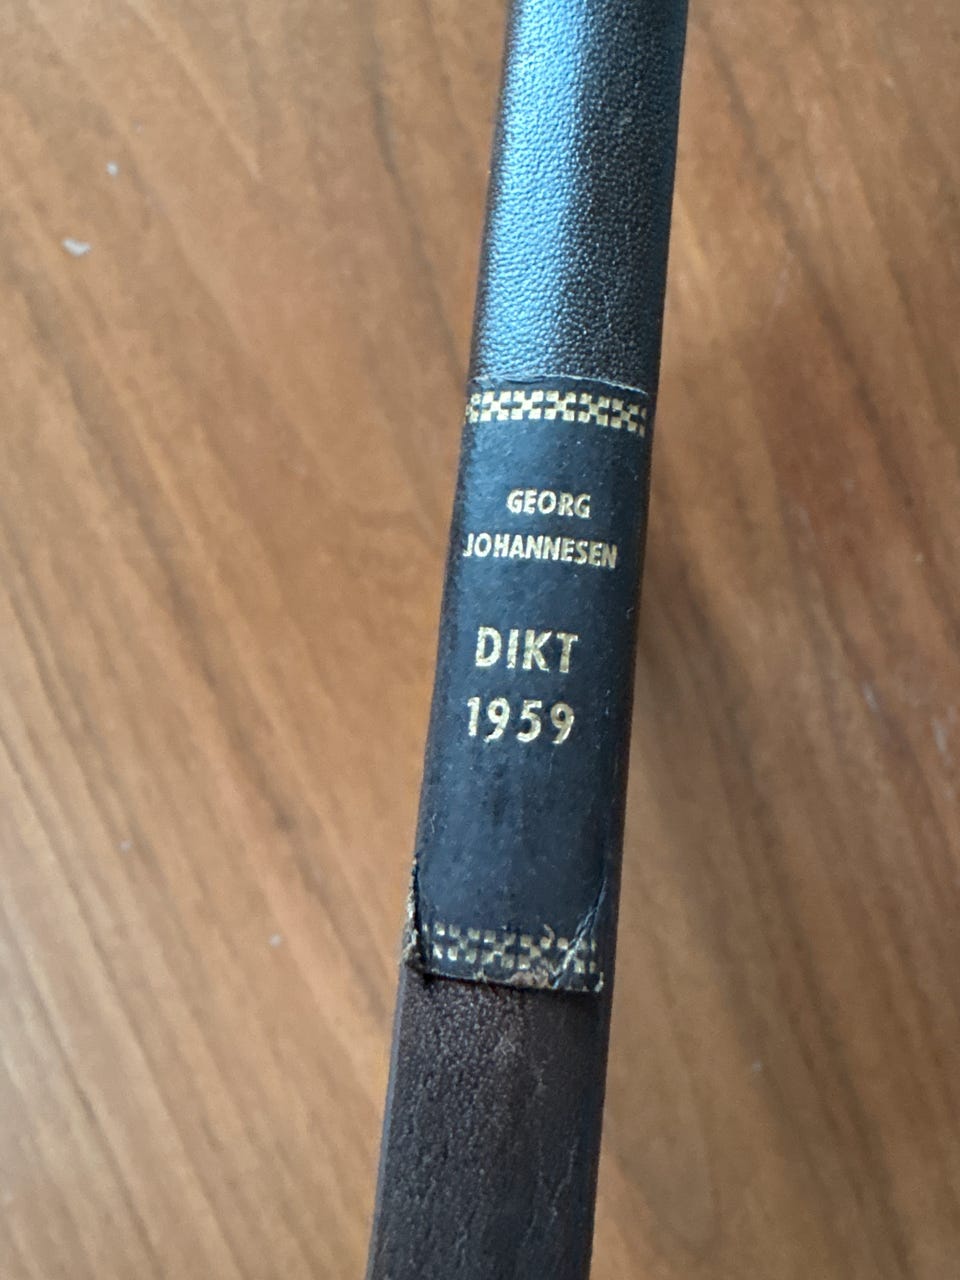 GEORG
JOHANNESEN
DIKT
1959